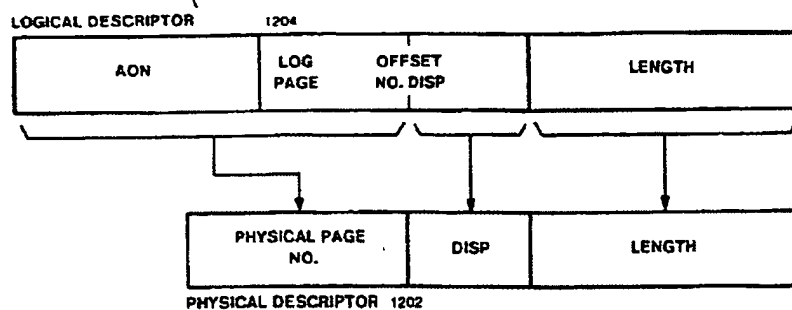 LOGICAL DESCRIPTOR 1204
AON
LOG OFFSET
PAGE NO. DISP
LENGTH
PHYSICAL PAGE
NO.
DISP
LENGTH
PHYSICAL DESCRIPTOR 1202